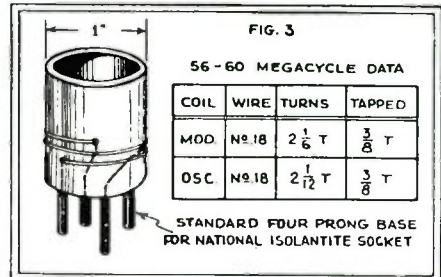 1"
FIG. 3
56-60 MEGACYCLE DATA
COIL WIRE TURNS TAPPED
MOD. Nº.18 2 1/6 T 3/8 T
OSC. Nº.18 2 1/12 T 3/8 T
STANDARD FOUR PRONG BASE
FOR NATIONAL ISOLANTITE SOCKET